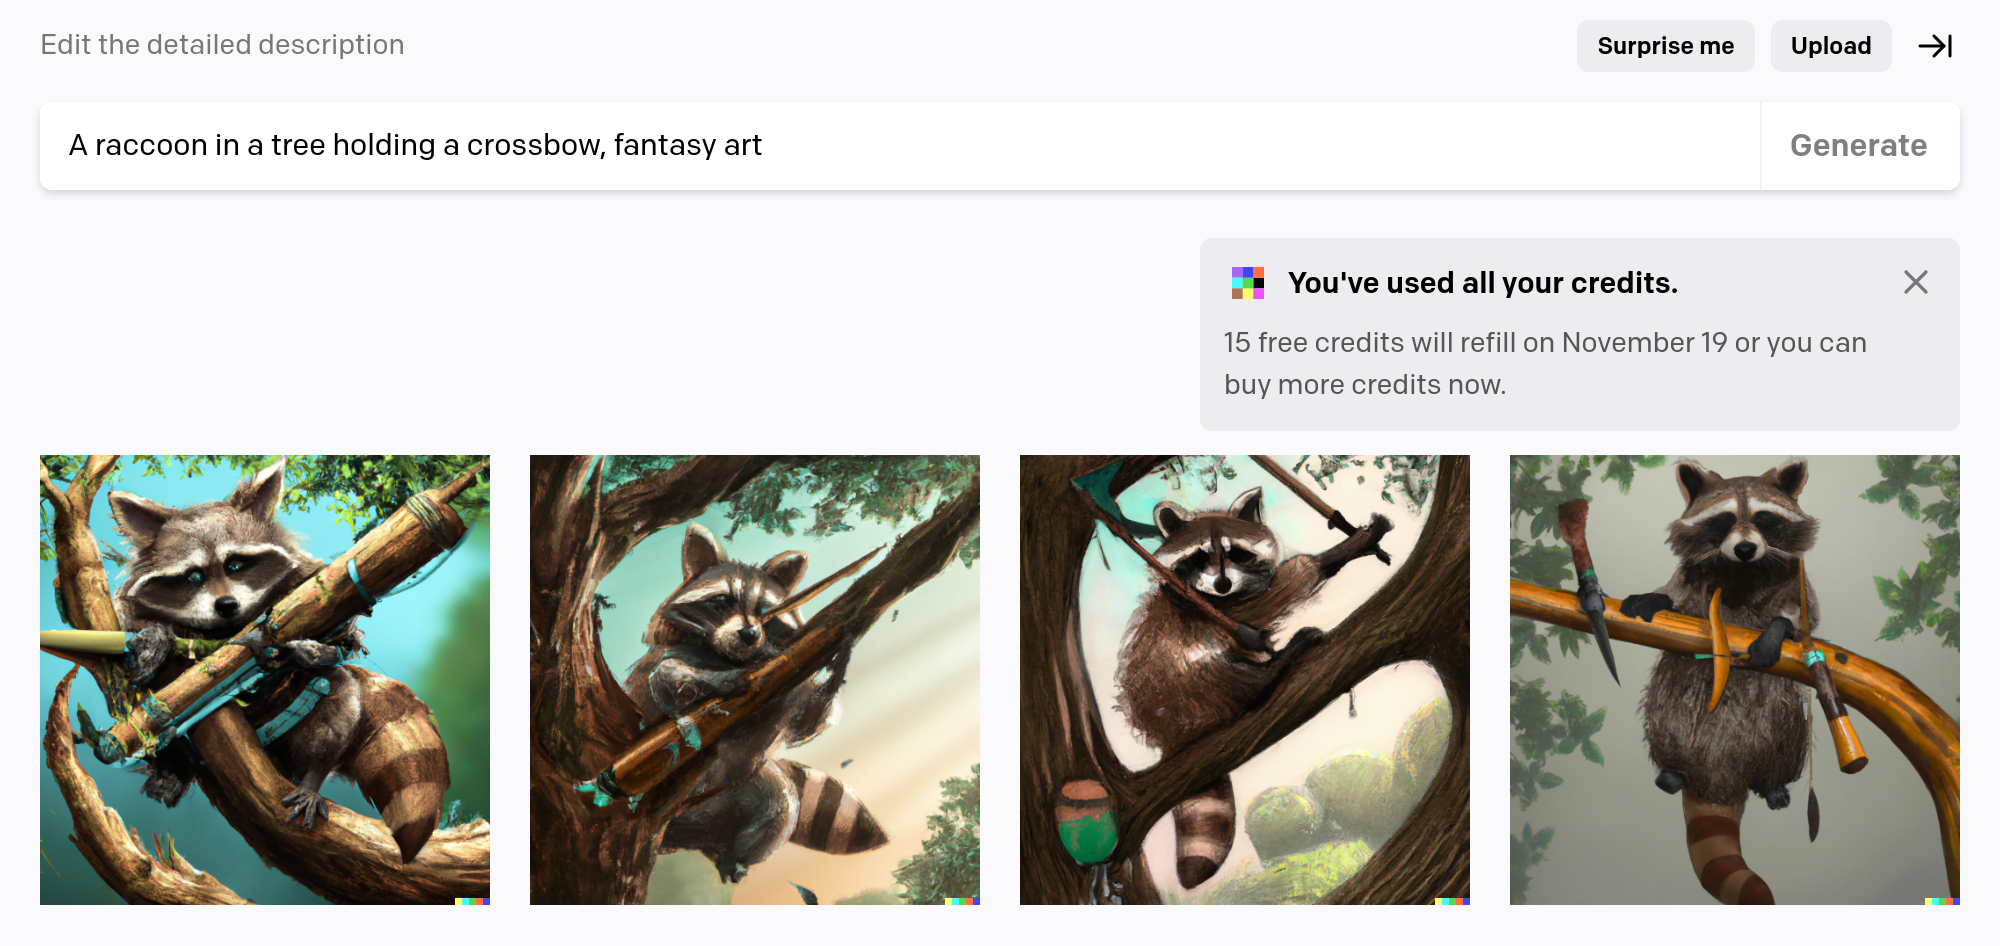 Edit the detailed description
Surprise me
Upload
A raccoon in a tree holding a crossbow, fantasy art
Generate
You've used all your credits.
15 free credits will refill on November 19 or you can
buy more credits now.